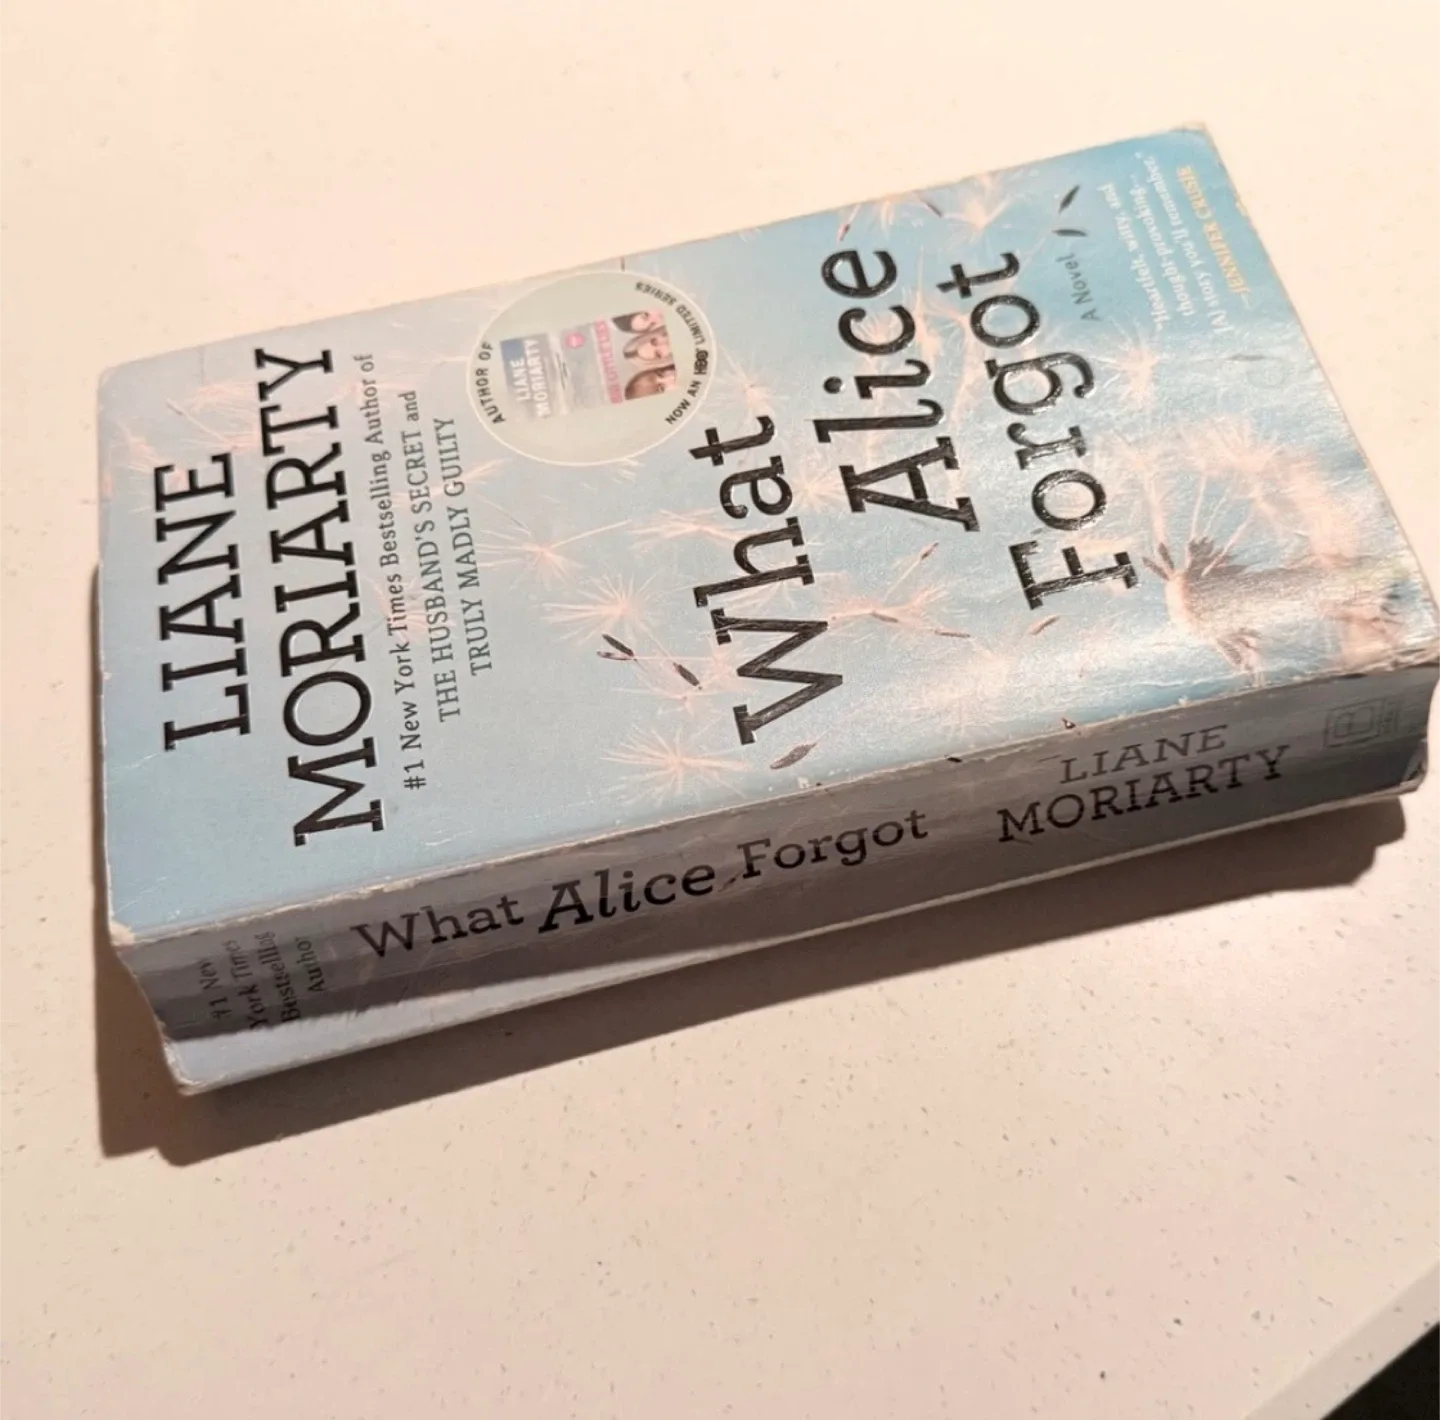 LIANE
MORIARTY
#1 New York Times Bestselling Author of
THE HUSBAND'S SECRET and
TRULY MADLY GUILTY
AUTHOR OF
LIANE
MORIARTY
NOW AN HBO LIMITED SERIES
What
Alice
Forgot
A Novel
"Heartfelt, witty, and
thought-provoking...
[A] story you'll remember."
—JENNIFER CRUSIE
#1 New
York Times
Bestselling
Author
What Alice Forgot
LIANE
MORIARTY